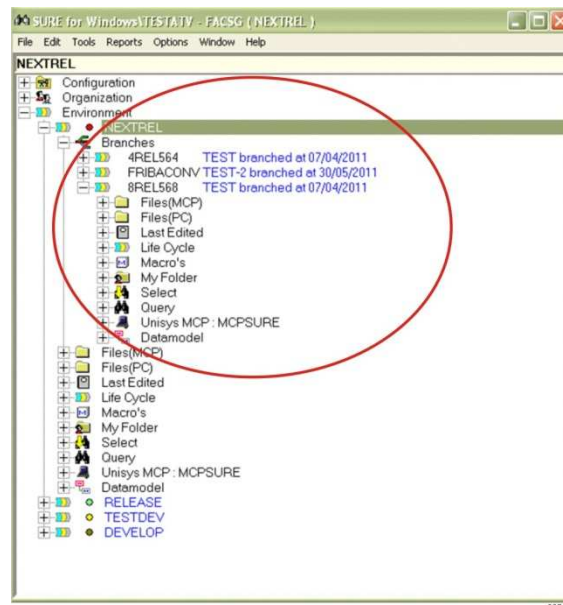 SURE for Windows\TESTATV - FACSG ( NEXTREL )
File Edit Tools Reports Options Window Help
NEXTREL
Configuration
Organization
Environment
NEXTREL
Branches
4REL564 TEST branched at 07/04/2011
FRIBACONV TEST-2 branched at 30/05/2011
8REL568 TEST branched at 07/04/2011
Files(MCP)
Files(PC)
Last Edited
Life Cycle
Macro's
My Folder
Select
Query
Unisys MCP : MCPSURE
Datamodel
Files(MCP)
Files(PC)
Last Edited
Life Cycle
Macro's
My Folder
Select
Query
Unisys MCP : MCPSURE
Datamodel
RELEASE
TESTDEV
DEVELOP